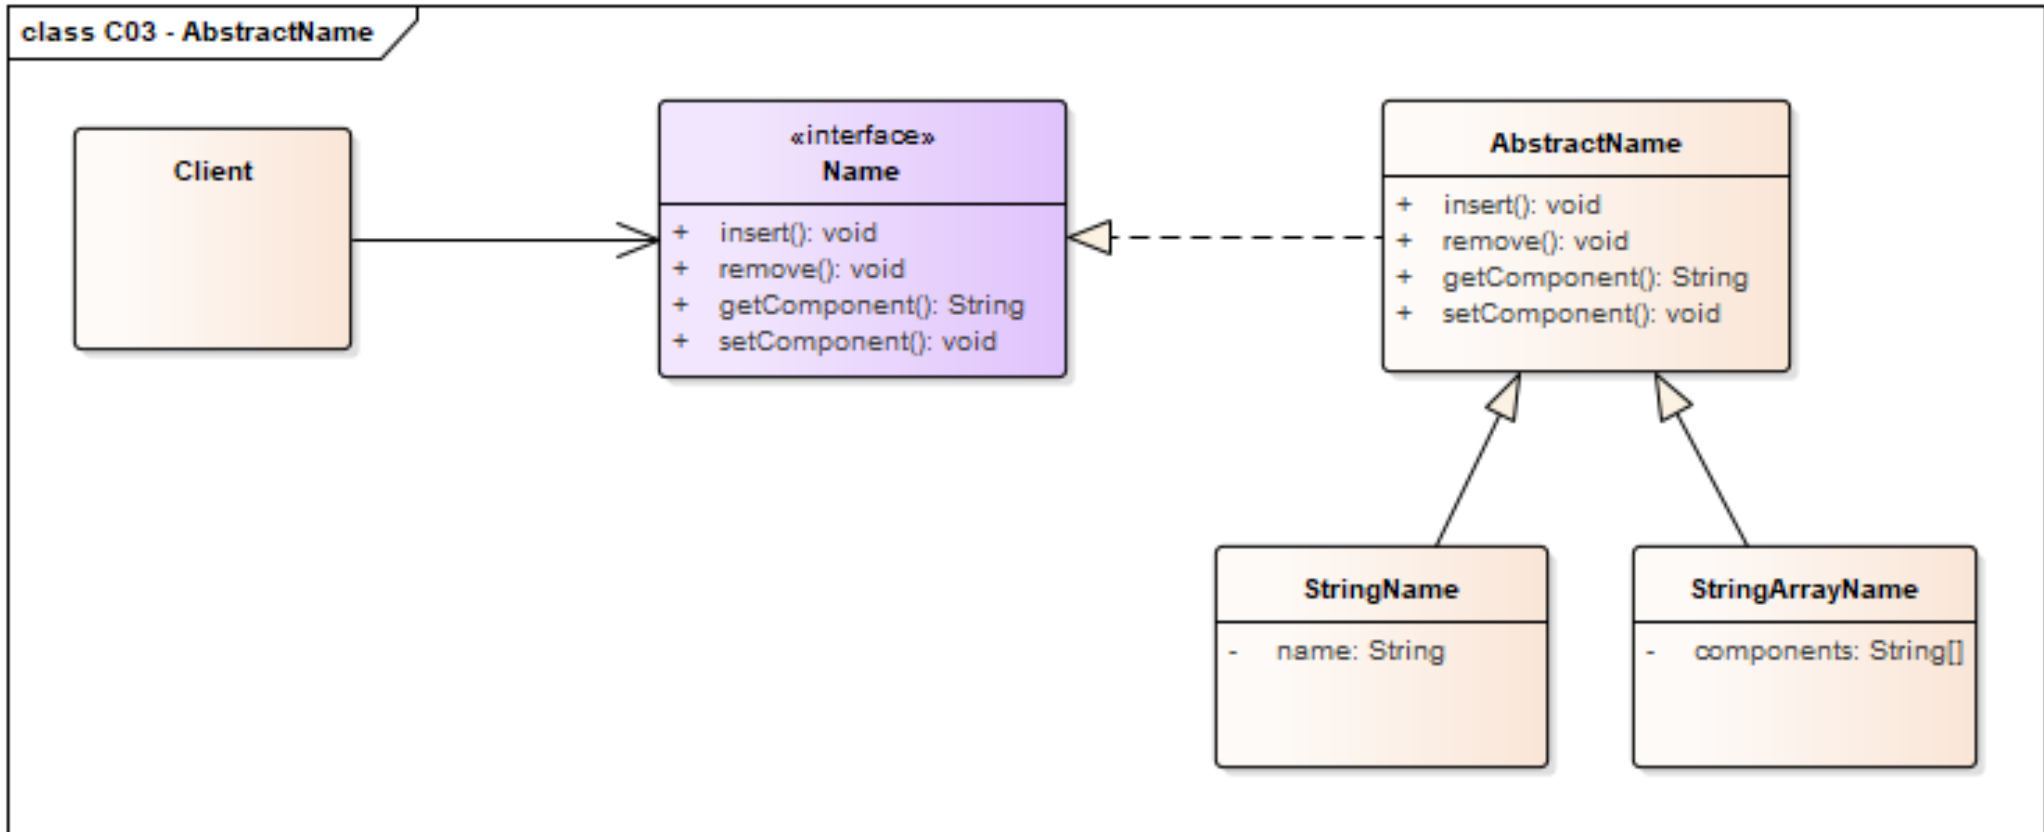 class C03 - AbstractName
Client
«interface»
Name
+ insert(): void
+ remove(): void
+ getComponent(): String
+ setComponent(): void
AbstractName
+ insert(): void
+ remove(): void
+ getComponent(): String
+ setComponent(): void
StringName
- name: String
StringArrayName
- components: String[]